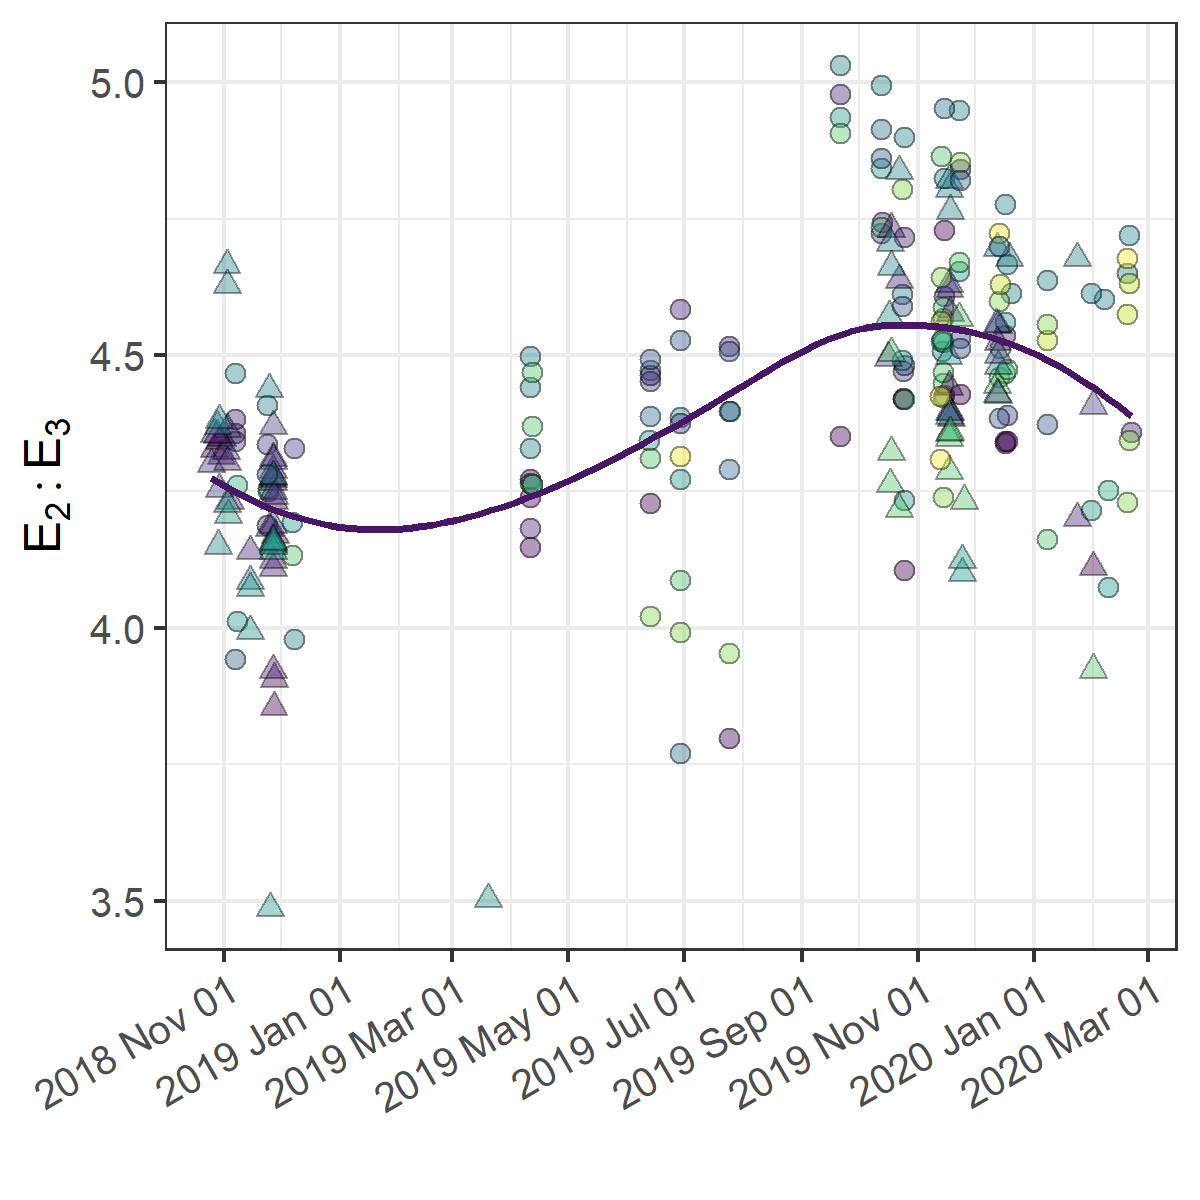 5.0
4.5
4.0
3.5
E₂ : E₃
2018 Nov 01
2019 Jan 01
2019 Mar 01
2019 May 01
2019 Jul 01
2019 Sep 01
2019 Nov 01
2020 Jan 01
2020 Mar 01